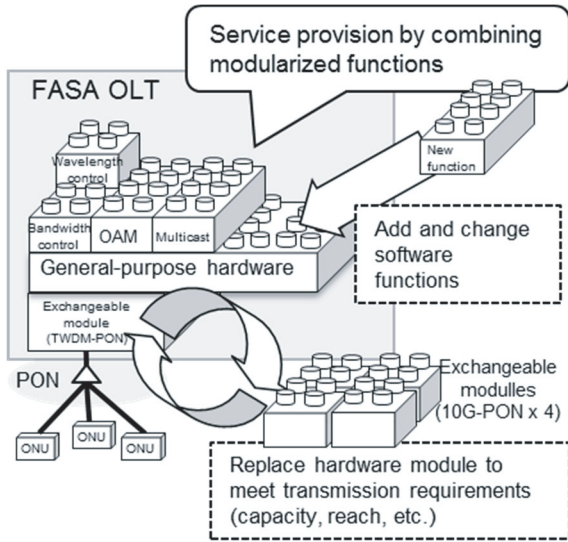 Service provision by combining
modularized functions
FASA OLT
Wavelength
control
New
function
Bandwidth
control
OAM
Multicast
Add and change
software
functions
General-purpose hardware
Exchangeable
module
(TWDM-PON)
PON
Exchangeable
modulles
(10G-PON x 4)
ONU
ONU
ONU
Replace hardware module to
meet transmission requirements
(capacity, reach, etc.)